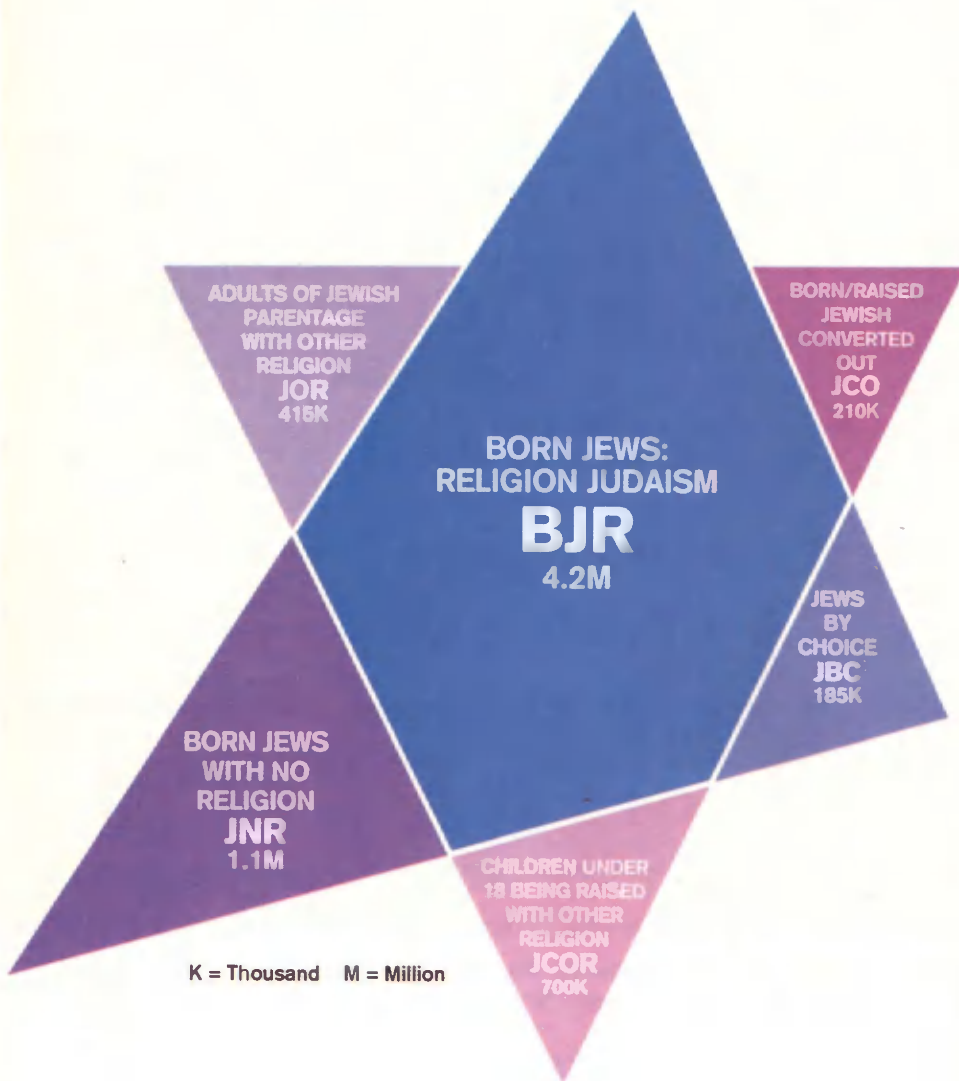 ADULTS OF JEWISH
PARENTAGE
WITH OTHER
RELIGION
JOR
415K
BORN/RAISED
JEWISH
CONVERTED
OUT
JCO
210K
BORN JEWS:
RELIGION JUDAISM
BJR
4.2M
JEWS
BY
CHOICE
JBC
185K
BORN JEWS
WITH NO
RELIGION
JNR
1.1M
CHILDREN UNDER
18 BEING RAISED
WITH OTHER
RELIGION
JCOR
700K
K = Thousand M = Million